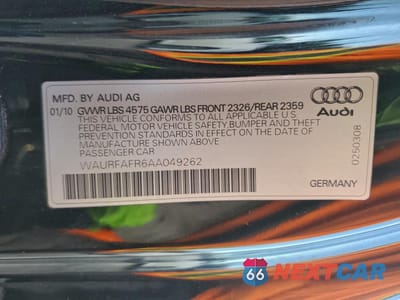 MFD. BY AUDI AG
01/10 GVWR LBS 4575 GAWR LBS FRONT 2326/REAR 2359
THIS VEHICLE CONFORMS TO ALL APPLICABLE U.S
FEDERAL MOTOR VEHICLE SAFETY, BUMPER AND THEFT
PREVENTION STANDARDS IN EFFECT ON THE DATE
OF MANUFACTURE SHOWN ABOVE
PASSENGER CAR
WAURFAFR6AA049262
Audi
0250308
GERMANY
66 NEXTCAR